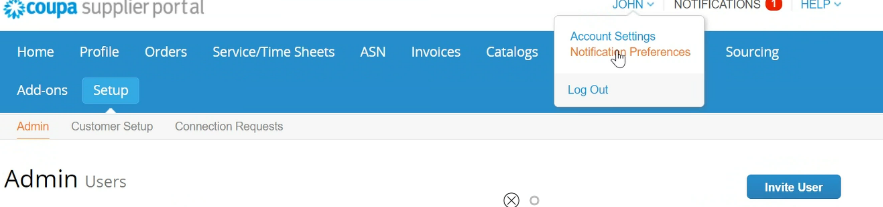 coupa supplier portal
JOHN NOTIFICATIONS 1 HELP
Account Settings
Notification Preferences
Log Out
Home Profile Orders Service/Time Sheets ASN Invoices Catalogs Sourcing
Add-ons Setup
Admin Customer Setup Connection Requests
Admin Users
Invite User